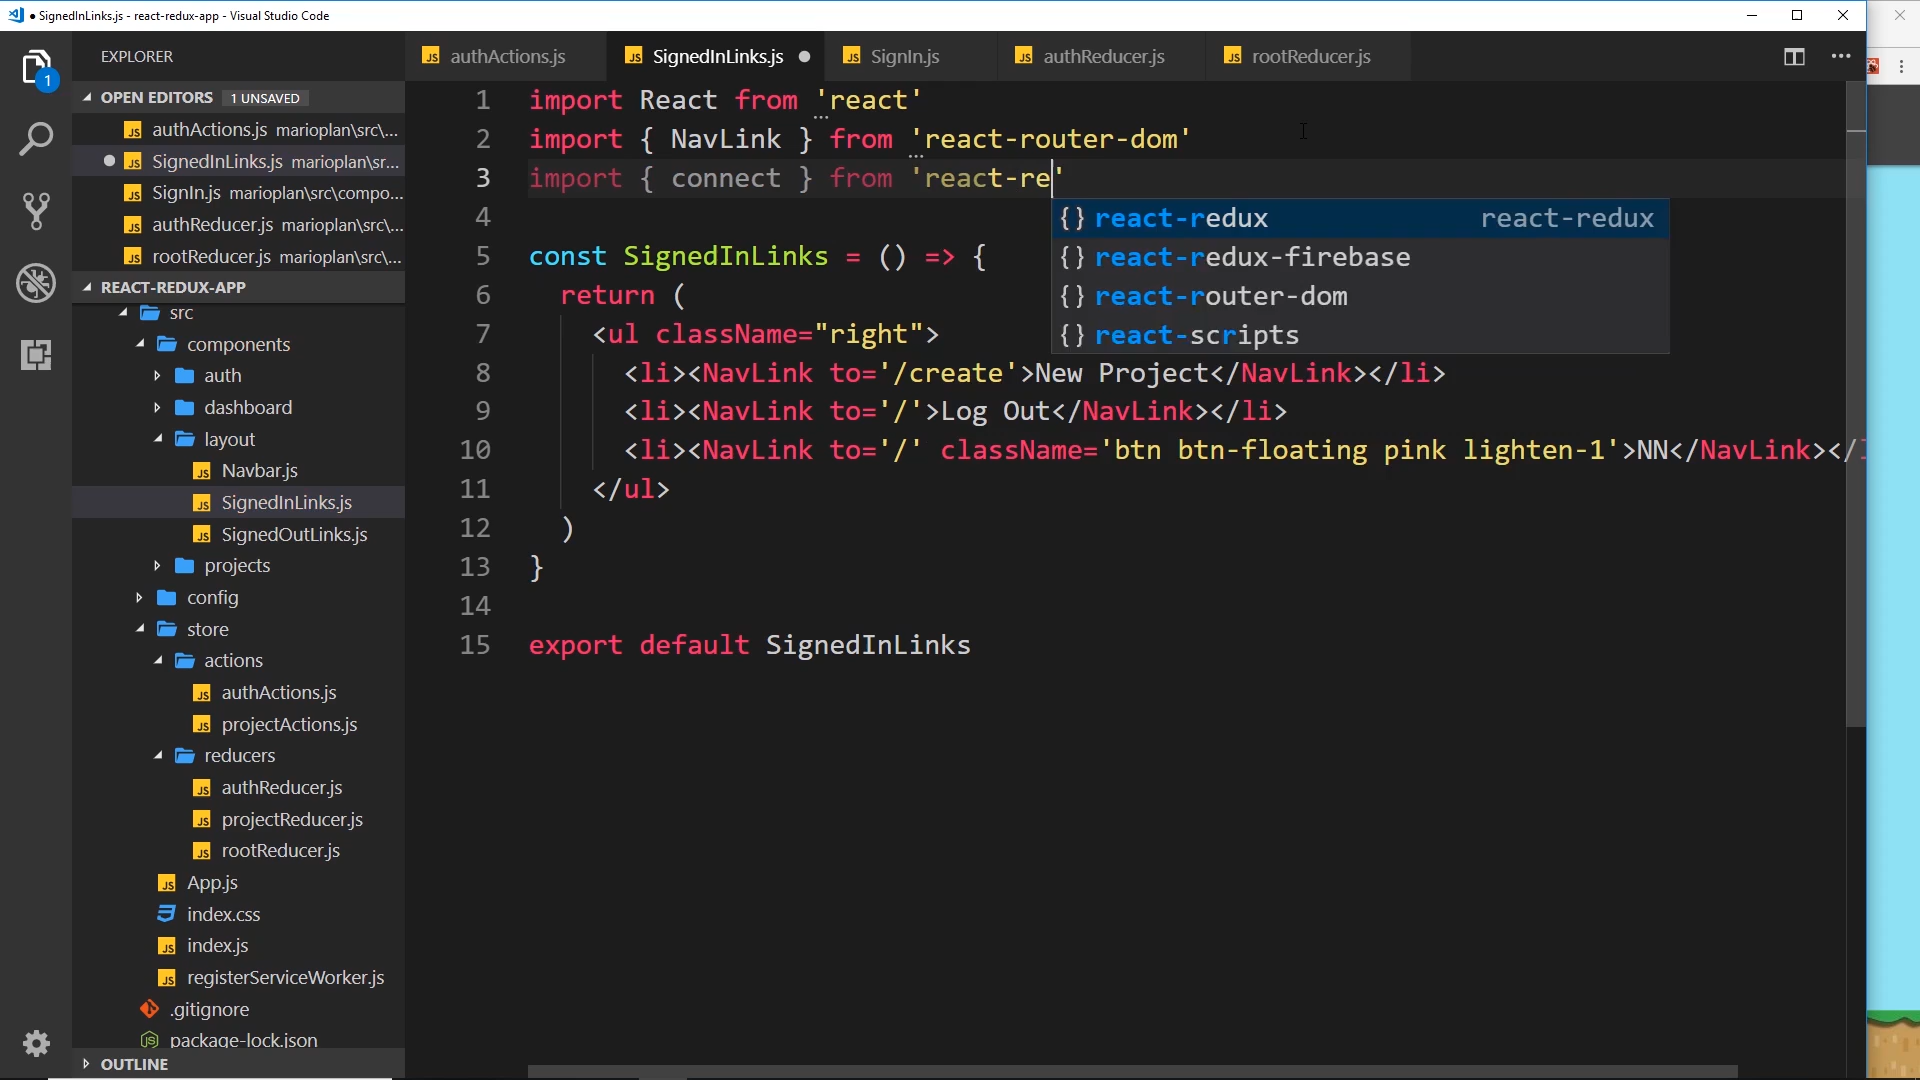 SignedInLinks.js - react-redux-app - Visual Studio Code
1
EXPLORER
OPEN EDITORS 1 UNSAVED
authActions.js marioplan\src\...
SignedInLinks.js marioplan\sr...
SignIn.js marioplan\src\compo...
authReducer.js marioplan\src\...
rootReducer.js marioplan\src\...
REACT-REDUX-APP
src
components
auth
dashboard
layout
Navbar.js
SignedInLinks.js
SignedOutLinks.js
projects
config
store
actions
authActions.js
projectActions.js
reducers
authReducer.js
projectReducer.js
rootReducer.js
App.js
index.css
index.js
registerServiceWorker.js
.gitignore
package-lock.json
OUTLINE
authActions.js SignedInLinks.js SignIn.js authReducer.js rootReducer.js
1 import React from 'react'
2 import { NavLink } from 'react-router-dom'
3 import { connect } from 'react-re'
{} react-redux react-redux
{} react-redux-firebase
{} react-router-dom
{} react-scripts
4
5 const SignedInLinks = () => {
6 return (
7 <ul className="right">
8 <li><NavLink to='/create'>New Project</NavLink></li>
9 <li><NavLink to='/'>Log Out</NavLink></li>
10 <li><NavLink to='/' className='btn btn-floating pink lighten-1'>NN</NavLink></l
11 </ul>
12 )
13 }
14
15 export default SignedInLinks